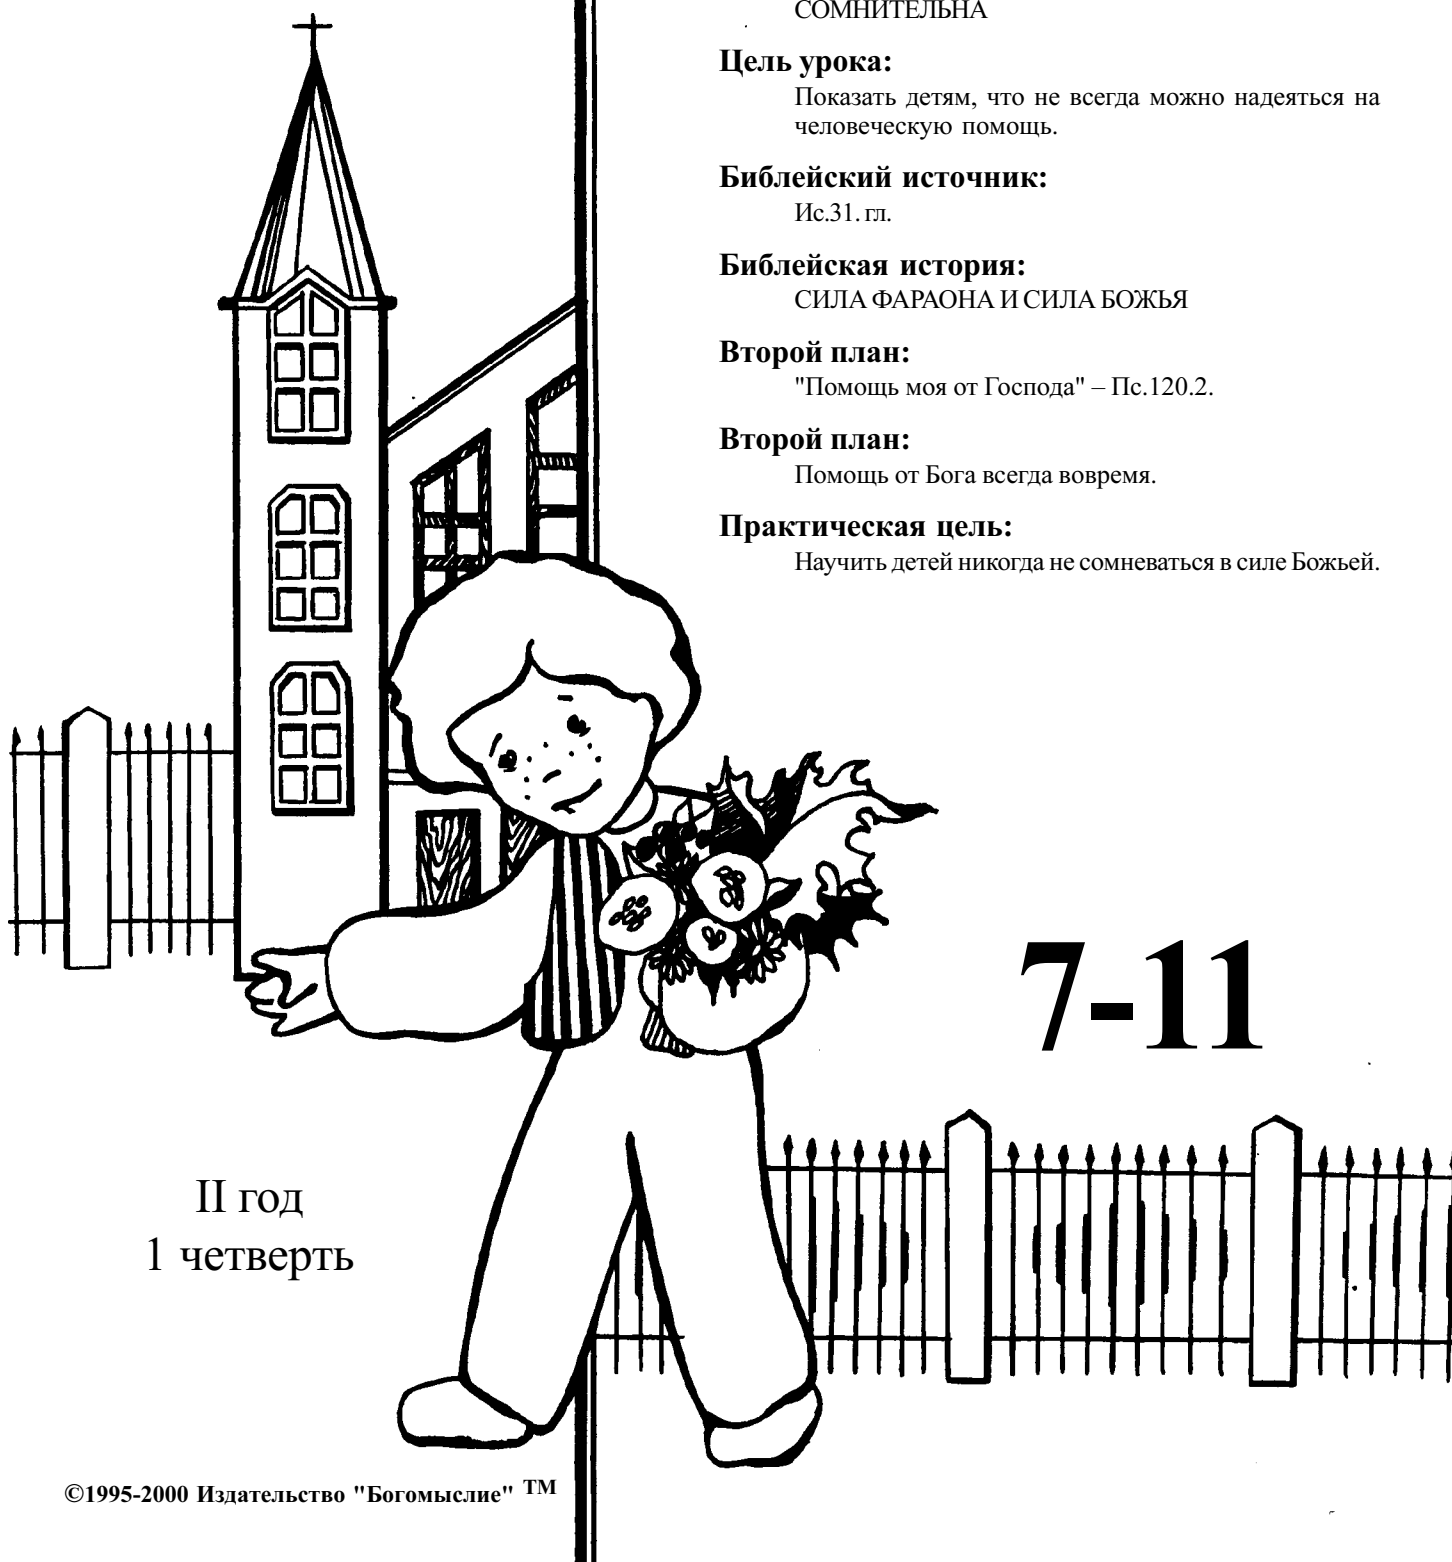 СОМНИТЕЛЬНА
Цель урока:
Показать детям, что не всегда можно надеяться на
человеческую помощь.
Библейский источник:
Ис.31. гл.
Библейская история:
СИЛА ФАРАОНА И СИЛА БОЖЬЯ
Второй план:
"Помощь моя от Господа" – Пс.120.2.
Второй план:
Помощь от Бога всегда вовремя.
Практическая цель:
Научить детей никогда не сомневаться в силе Божьей.
7-11
II год
1 четверть
©1995-2000 Издательство "Богомыслие" ТМ